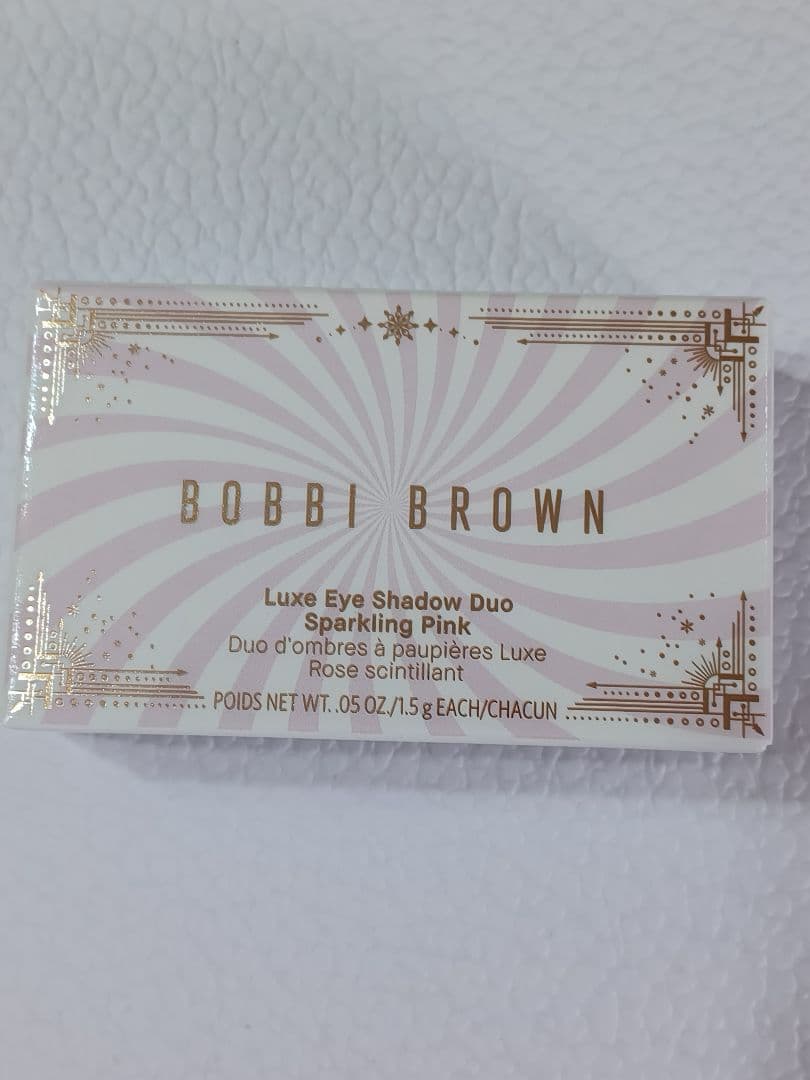 BOBBI BROWN
Luxe Eye Shadow Duo
Sparkling Pink
Duo d'ombres à paupières Luxe
Rose scintillant
POIDS NET WT. .05 OZ./1.5 g EACH/CHACUN